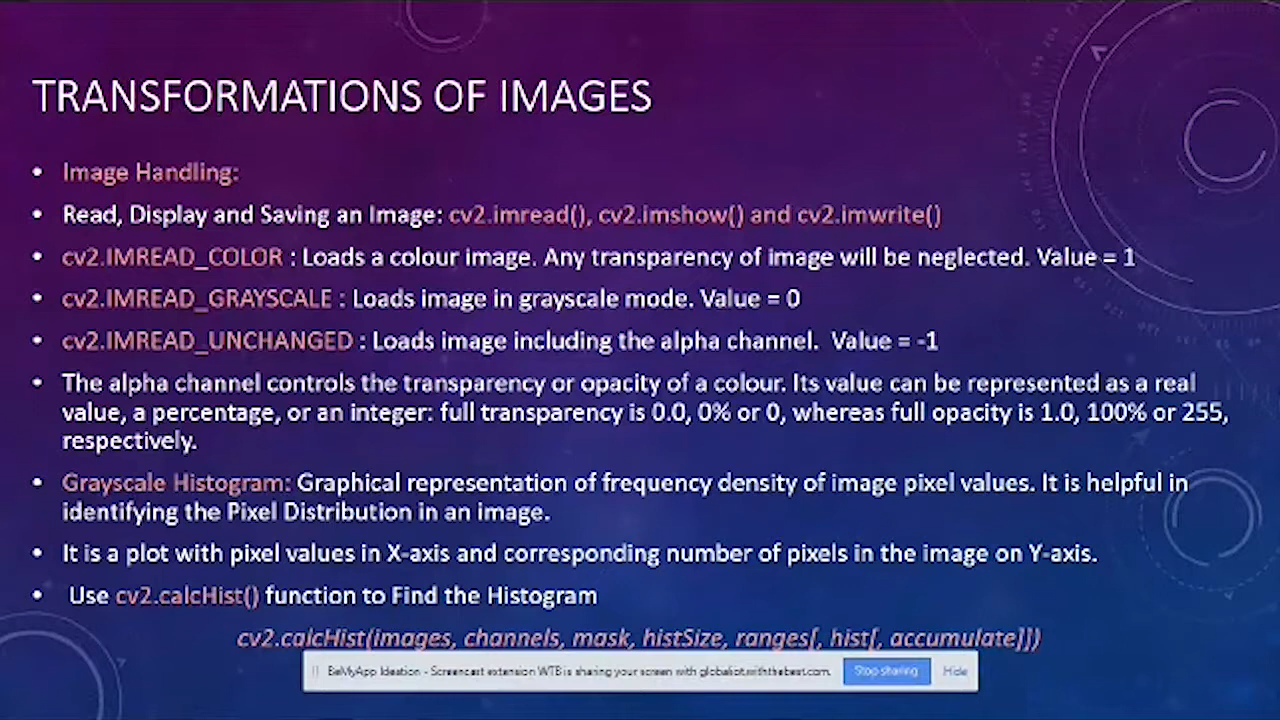 TRANSFORMATIONS OF IMAGES
• Image Handling:
• Read, Display and Saving an Image: cv2.imread(), cv2.imshow() and cv2.imwrite()
• cv2.IMREAD_COLOR : Loads a colour image. Any transparency of image will be neglected. Value = 1
• cv2.IMREAD_GRAYSCALE : Loads image in grayscale mode. Value = 0
• cv2.IMREAD_UNCHANGED : Loads image including the alpha channel. Value = -1
• The alpha channel controls the transparency or opacity of a colour. Its value can be represented as a real
value, a percentage, or an integer: full transparency is 0.0, 0% or 0, whereas full opacity is 1.0, 100% or 255,
respectively.
• Grayscale Histogram: Graphical representation of frequency density of image pixel values. It is helpful in
identifying the Pixel Distribution in an image.
• It is a plot with pixel values in X-axis and corresponding number of pixels in the image on Y-axis.
• Use cv2.calcHist() function to Find the Histogram
cv2.calcHist(images, channels, mask, histSize, ranges[, hist[, accumulate]])
BeMyApp Ideation - Screencast extension WTB is sharing your screen with globaliot.withthebest.com. Stop sharing Hide